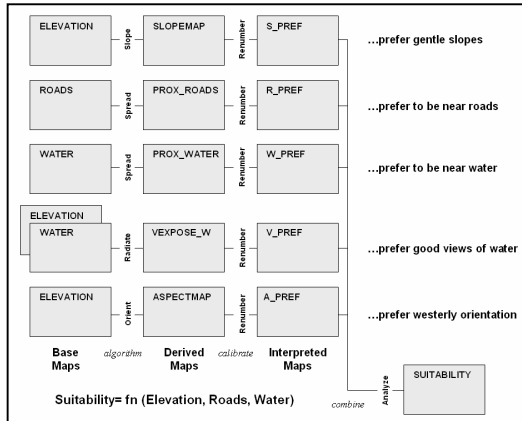 ELEVATION Slope SLOPEMAP Renumber S_PREF ...prefer gentle slopes
ROADS Spread PROX_ROADS Renumber R_PREF ...prefer to be near roads
WATER Spread PROX_WATER Renumber W_PREF ...prefer to be near water
ELEVATION
WATER Radiate VEXPOSE_W Renumber V_PREF ...prefer good views of water
ELEVATION Orient ASPECTMAP Renumber A_PREF ...prefer westerly orientation
Base Maps algorithm Derived Maps calibrate Interpreted Maps
Suitability= fn (Elevation, Roads, Water) combine Analyze SUITABILITY